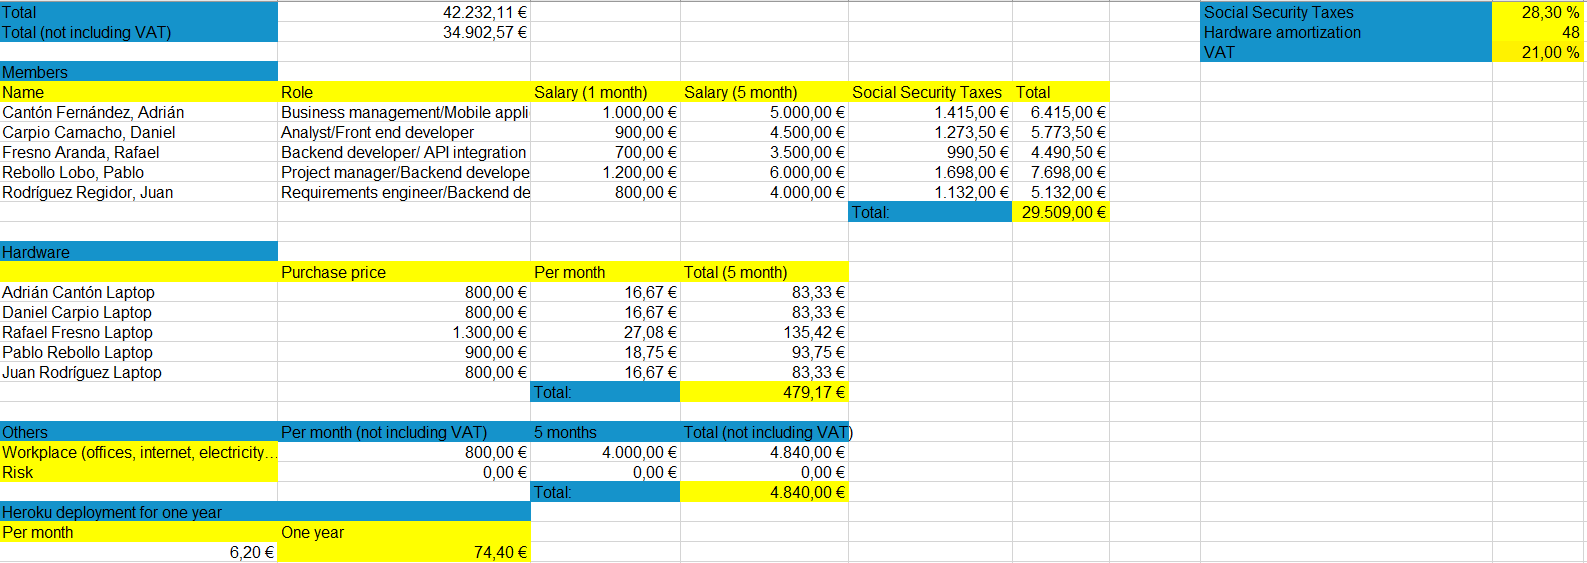 Total 42.232,11 € Social Security Taxes 28,30 %
Total (not including VAT) 34.902,57 € Hardware amortization 48
VAT 21,00 %
Members
Name Role Salary (1 month) Salary (5 month) Social Security Taxes Total
Cantón Fernández, Adrián Business management/Mobile appli 1.000,00 € 5.000,00 € 1.415,00 € 6.415,00 €
Carpio Camacho, Daniel Analyst/Front end developer 900,00 € 4.500,00 € 1.273,50 € 5.773,50 €
Fresno Aranda, Rafael Backend developer/ API integration 700,00 € 3.500,00 € 990,50 € 4.490,50 €
Rebollo Lobo, Pablo Project manager/Backend develope 1.200,00 € 6.000,00 € 1.698,00 € 7.698,00 €
Rodríguez Regidor, Juan Requirements engineer/Backend de 800,00 € 4.000,00 € 1.132,00 € 5.132,00 €
Total: 29.509,00 €
Hardware
Purchase price Per month Total (5 month)
Adrián Cantón Laptop 800,00 € 16,67 € 83,33 €
Daniel Carpio Laptop 800,00 € 16,67 € 83,33 €
Rafael Fresno Laptop 1.300,00 € 27,08 € 135,42 €
Pablo Rebollo Laptop 900,00 € 18,75 € 93,75 €
Juan Rodríguez Laptop 800,00 € 16,67 € 83,33 €
Total: 479,17 €
Others Per month (not including VAT) 5 months Total (not including VAT)
Workplace (offices, internet, electricity... 800,00 € 4.000,00 € 4.840,00 €
Risk 0,00 € 0,00 € 0,00 €
Total: 4.840,00 €
Heroku deployment for one year
Per month One year
6,20 € 74,40 €